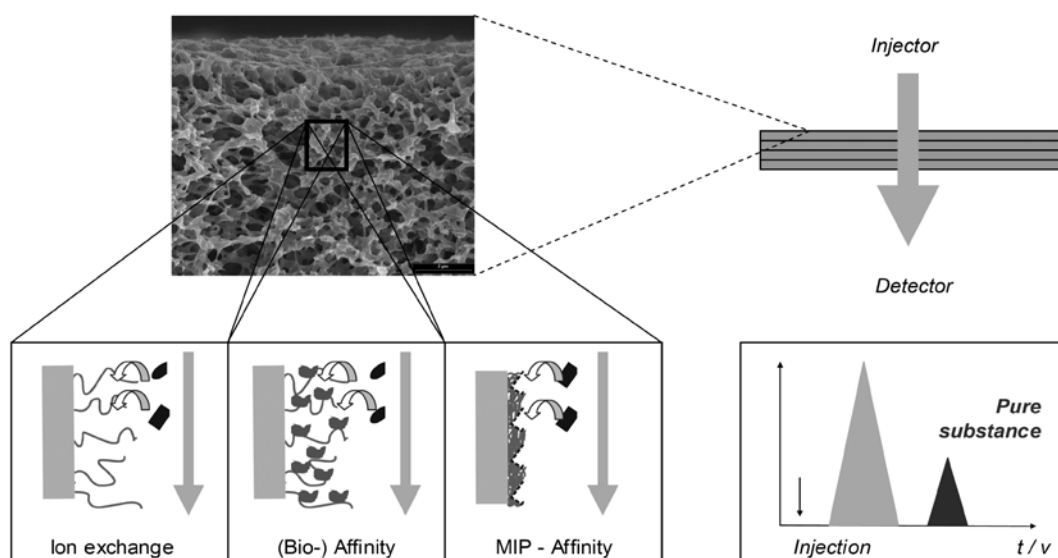 Injector
Detector
Ion exchange
(Bio-) Affinity
MIP - Affinity
Pure
substance
Injection
t / v